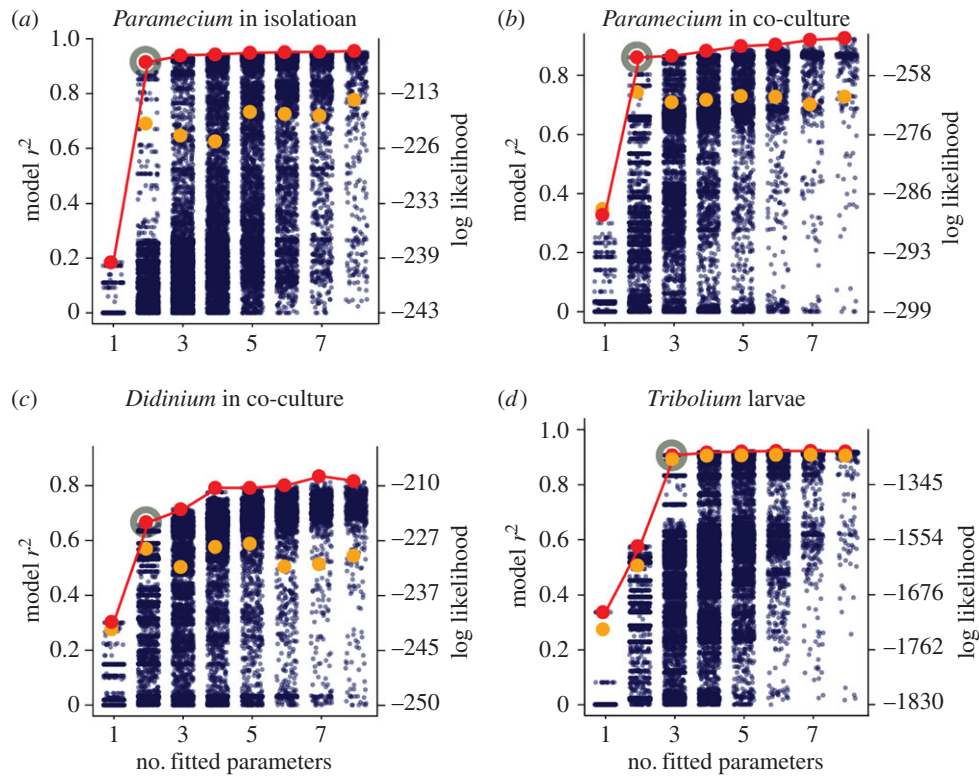 (a) Paramecium in isolatioan
1.0
0.8
0.6
0.4
0.2
0
model r²
–213
–226
–233
–239
–243
log likelihood
1 3 5 7
(b) Paramecium in co-culture
0.8
0.6
0.4
0.2
0
model r²
–258
–276
–286
–293
–299
log likelihood
1 3 5 7
(c) Didinium in co-culture
0.8
0.6
0.4
0.2
0
model r²
–210
–227
–237
–245
–250
log likelihood
1 3 5 7
no. fitted parameters
(d) Tribolium larvae
1.0
0.8
0.6
0.4
0.2
0
model r²
–1345
–1554
–1676
–1762
–1830
log likelihood
1 3 5 7
no. fitted parameters